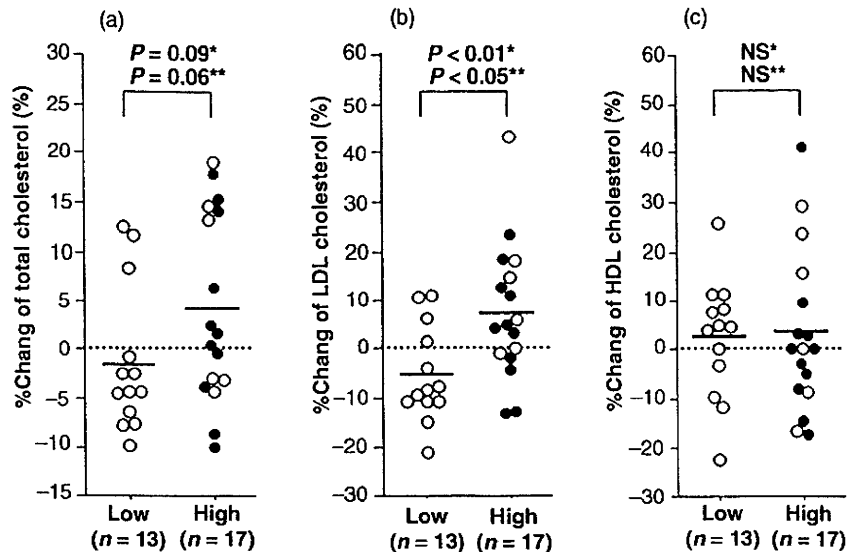 (a)
P = 0.09*
P = 0.06**
%Chang of total cholesterol (%)
30
25
20
15
10
5
0
−5
−10
−15
Low
(n = 13)
High
(n = 17)
(b)
P < 0.01*
P < 0.05**
%Chang of LDL cholesterol (%)
60
50
40
30
20
10
0
−10
−20
−30
Low
(n = 13)
High
(n = 17)
(c)
NS*
NS**
%Chang of HDL cholesterol (%)
60
50
40
30
20
10
0
−10
−20
−30
Low
(n = 13)
High
(n = 17)